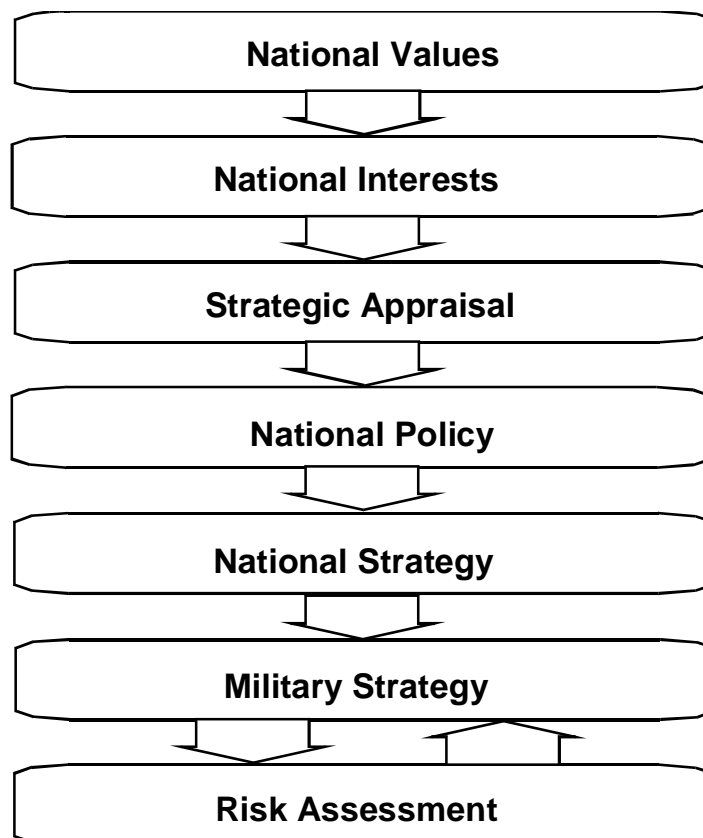 National Values
National Interests
Strategic Appraisal
National Policy
National Strategy
Military Strategy
Risk Assessment